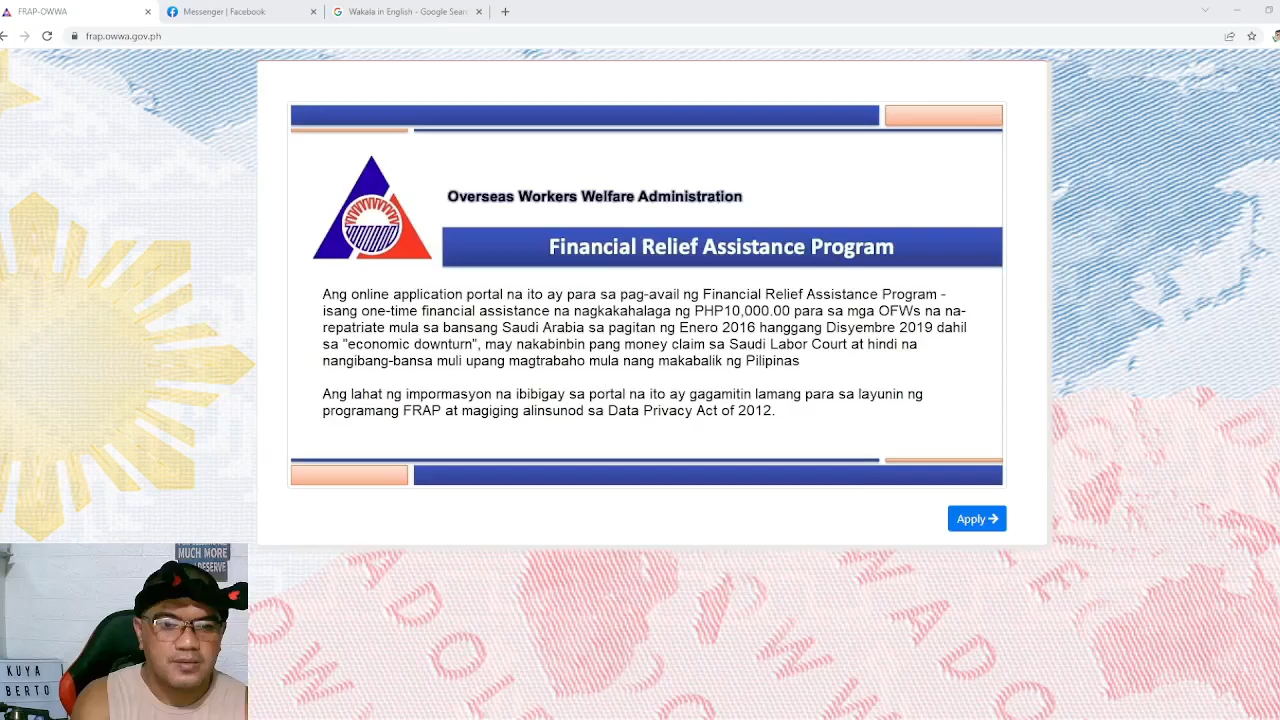 FRAP-OWWA
Messenger | Facebook
Wakala in English - Google Sear
frap.owwa.gov.ph
Overseas Workers Welfare Administration
Financial Relief Assistance Program
Ang online application portal na ito ay para sa pag-avail ng Financial Relief Assistance Program -
isang one-time financial assistance na nagkakahalaga ng PHP10,000.00 para sa mga OFWs na na-
repatriate mula sa bansang Saudi Arabia sa pagitan ng Enero 2016 hanggang Disyembre 2019 dahil
sa "economic downturn", may nakabinbin pang money claim sa Saudi Labor Court at hindi na
nangibang-bansa muli upang magtrabaho mula nang makabalik ng Pilipinas
Ang lahat ng impormasyon na ibibigay sa portal na ito ay gagamitin lamang para sa layunin ng
programang FRAP at magiging alinsunod sa Data Privacy Act of 2012.
Apply
MUCH MORE
KUYA
BERTO